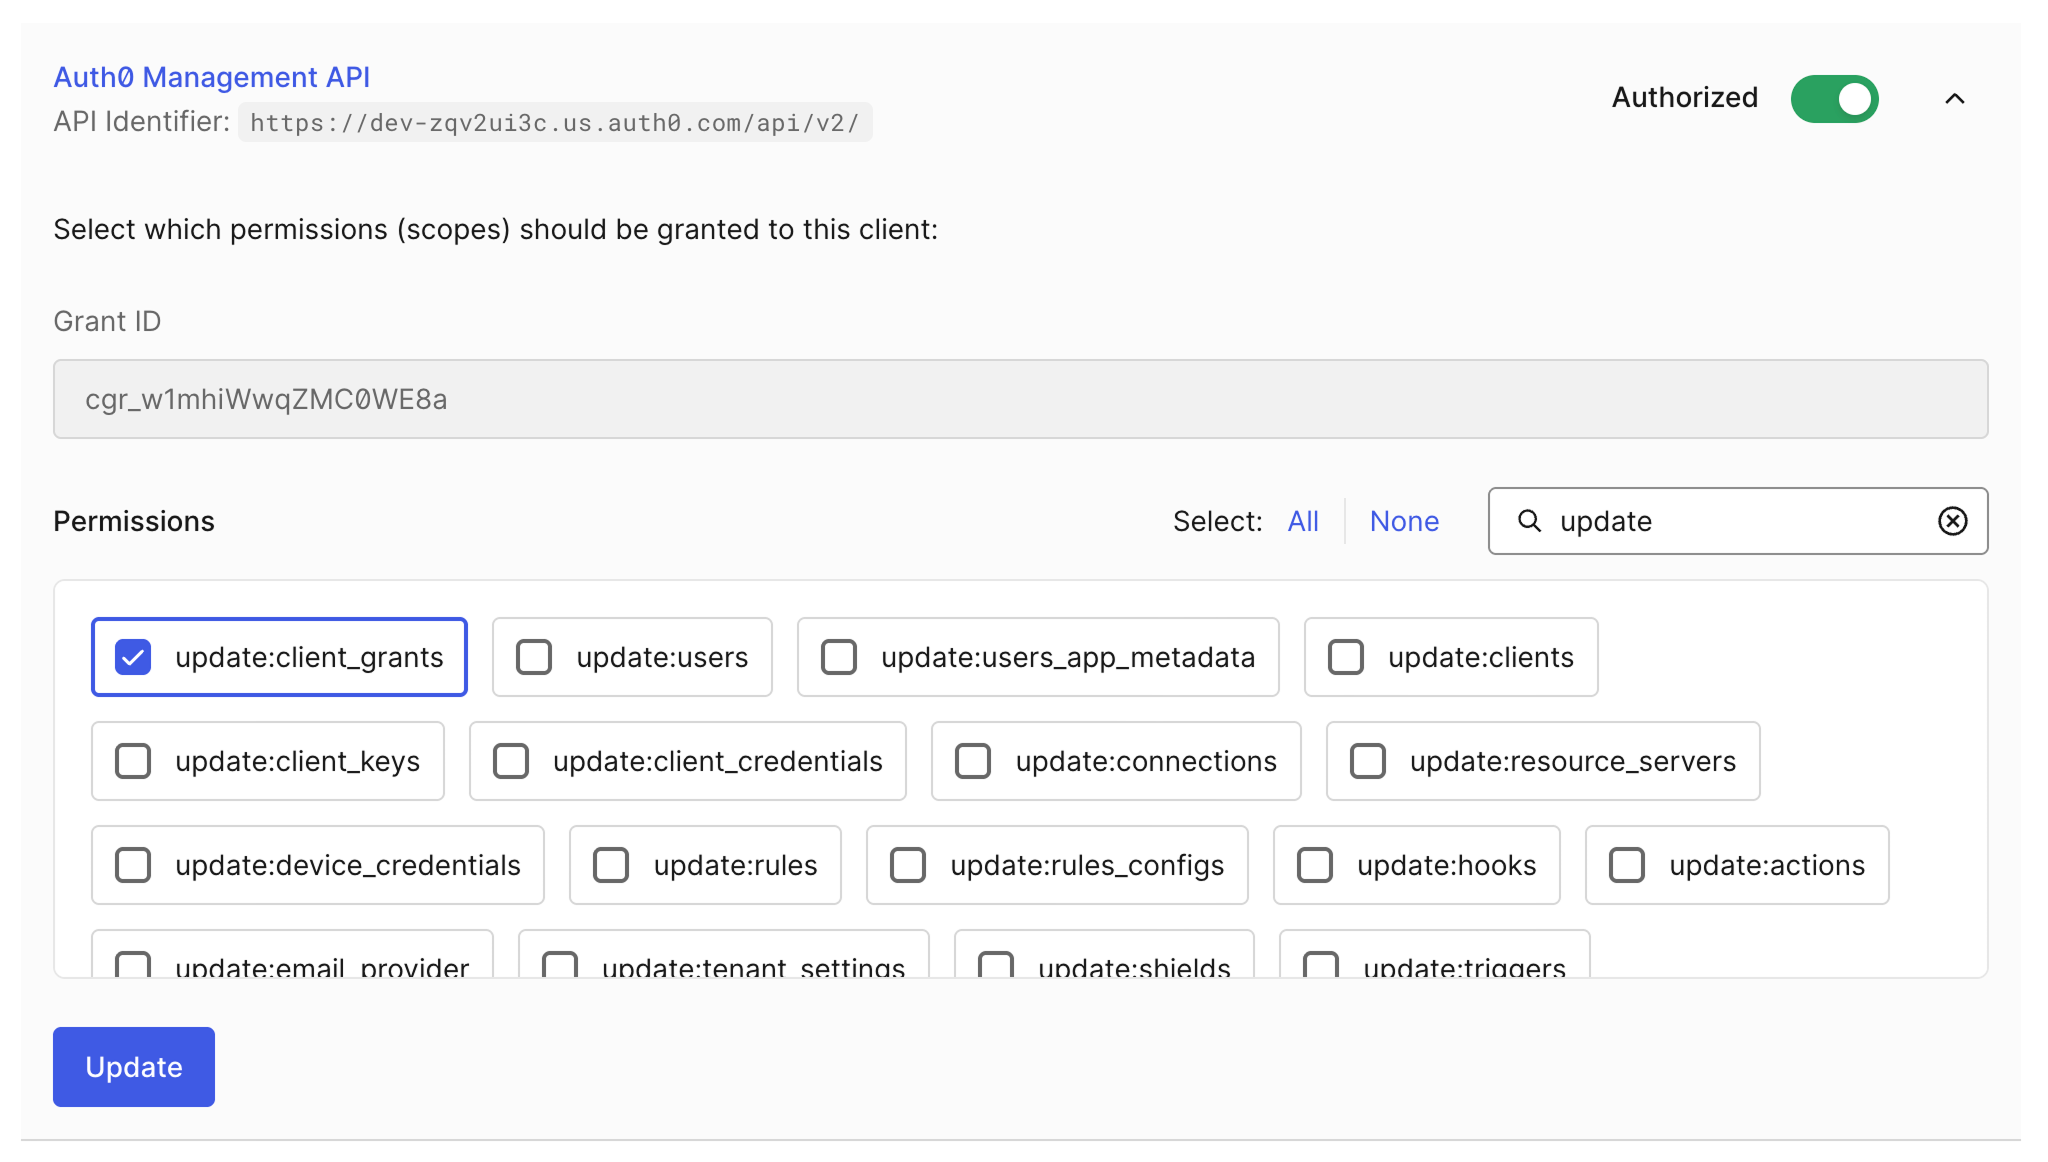 Auth0 Management API
Authorized
API Identifier: https://dev-zqv2ui3c.us.auth0.com/api/v2/
Select which permissions (scopes) should be granted to this client:
Grant ID
cgr_w1mhiWwqZMC0WE8a
Permissions Select: All None update
update:client_grants update:users update:users_app_metadata update:clients
update:client_keys update:client_credentials update:connections update:resource_servers
update:device_credentials update:rules update:rules_configs update:hooks update:actions
update:email_provider update:tenant_settings update:shields update:triggers
Update